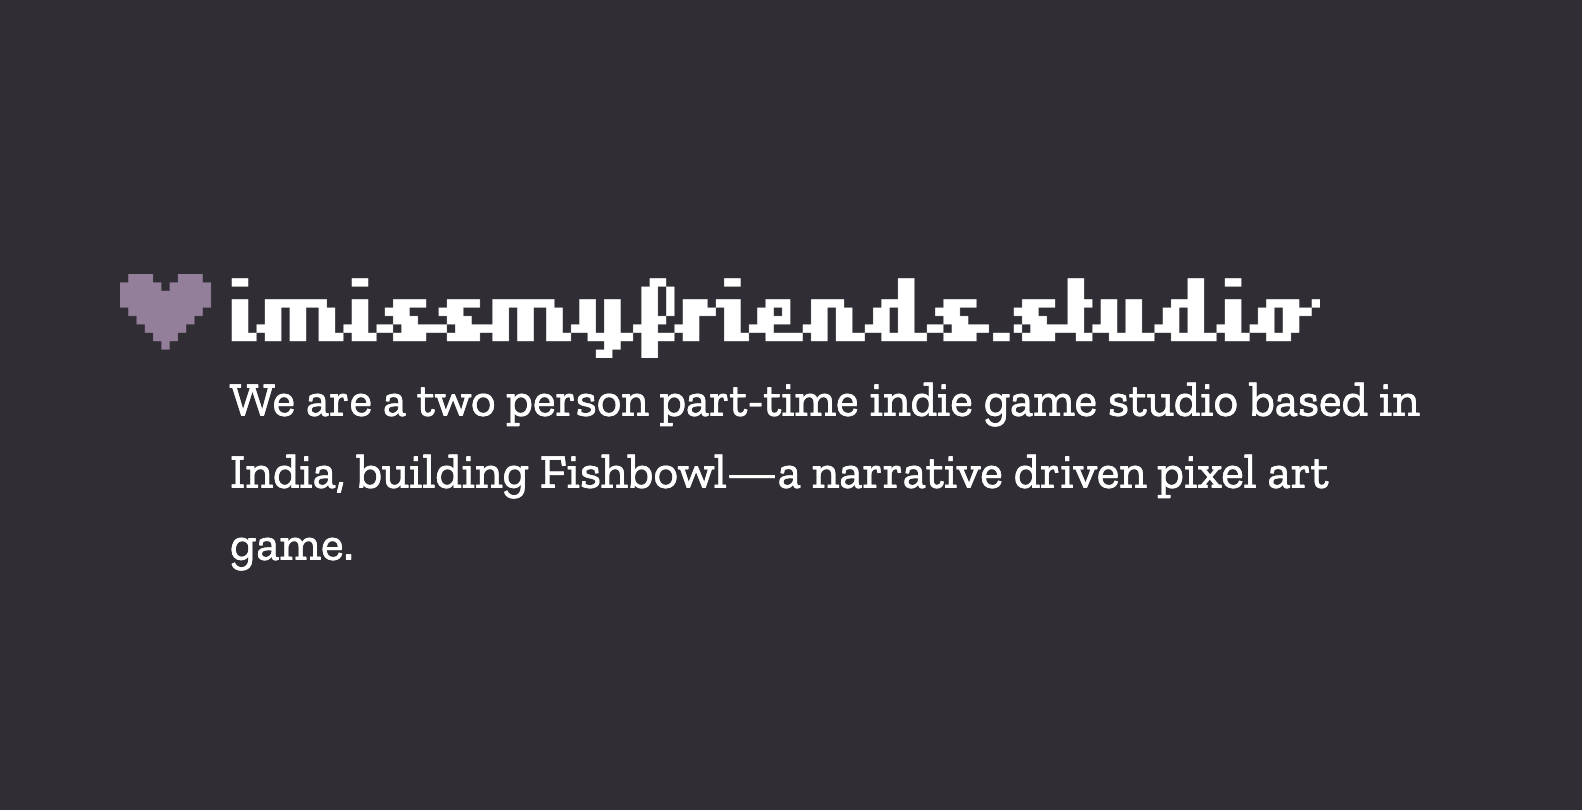 imissmyfriends.studio
We are a two person part-time indie game studio based in
India, building Fishbowl—a narrative driven pixel art
game.